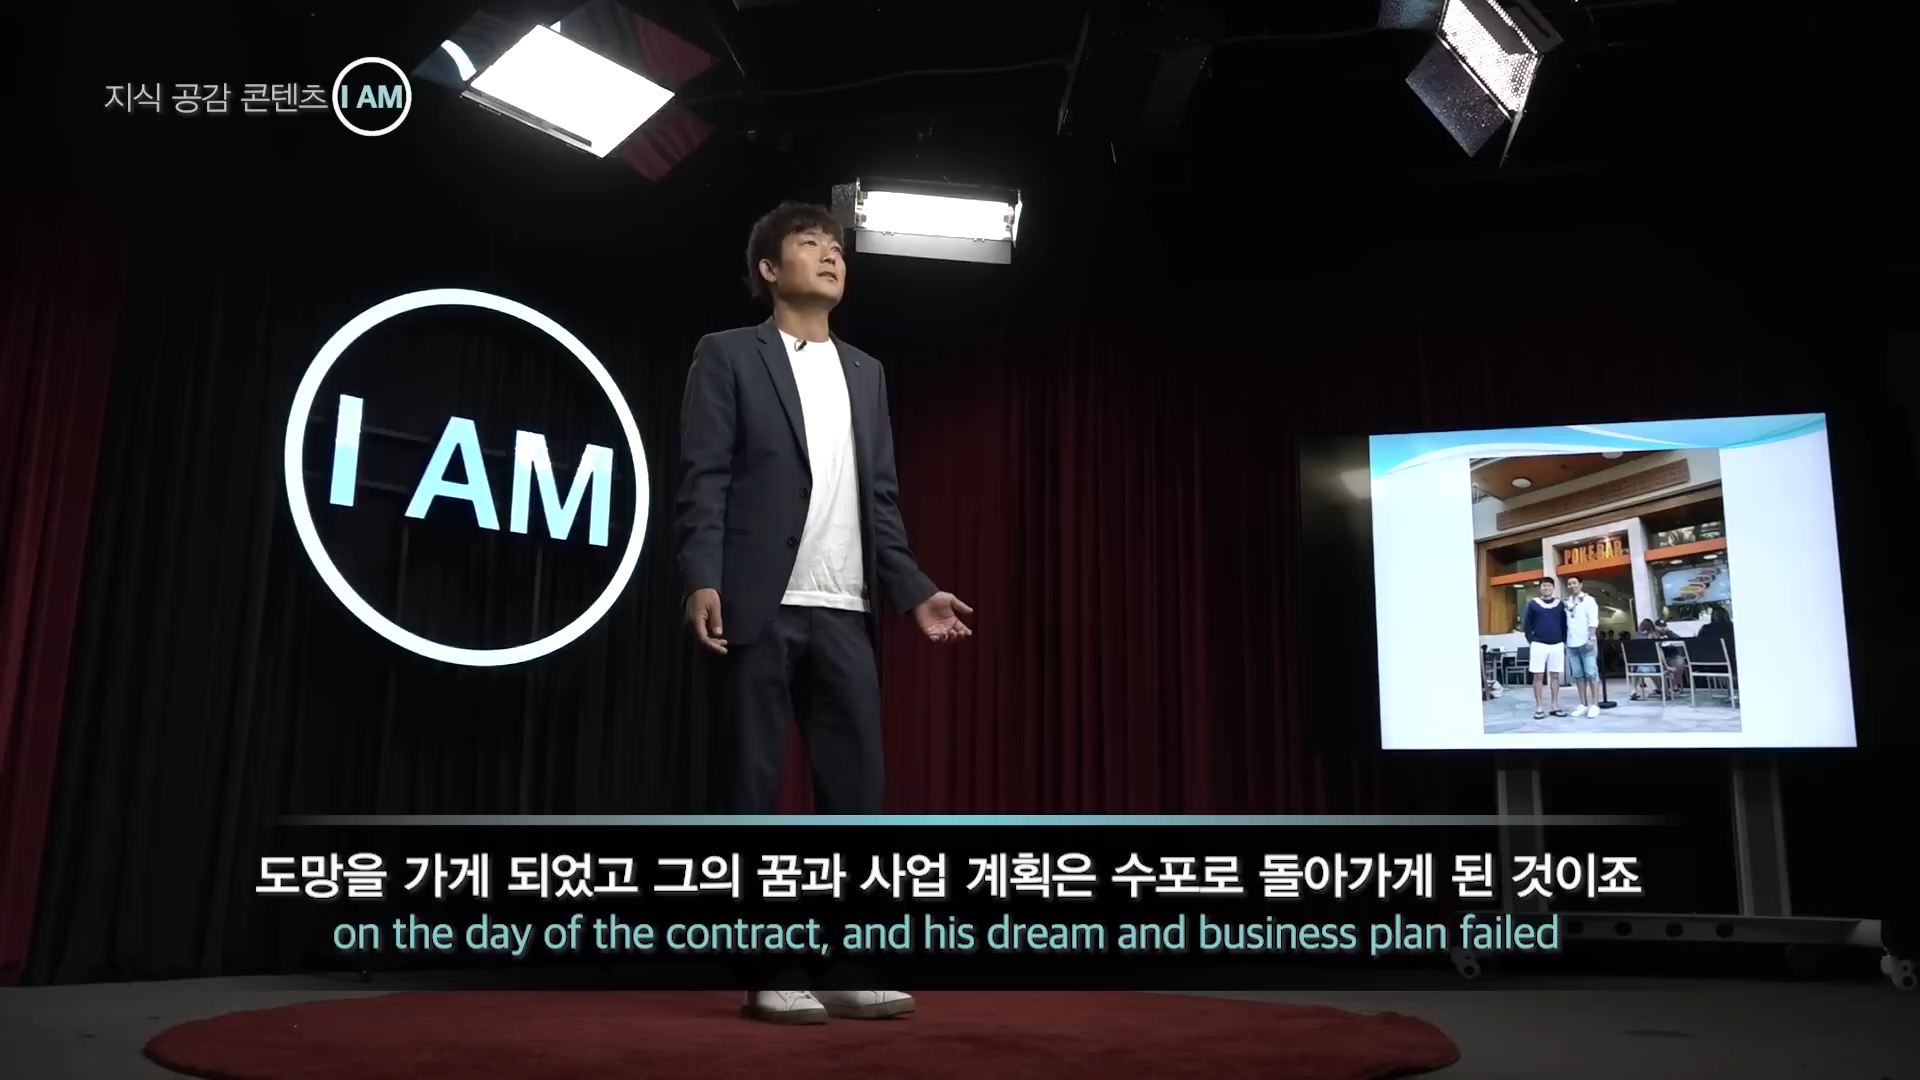 지식 공감 콘텐츠 I AM
I AM
POKE BAR
도망을 가게 되었고 그의 꿈과 사업 계획은 수포로 돌아가게 된 것이죠
on the day of the contract, and his dream and business plan failed